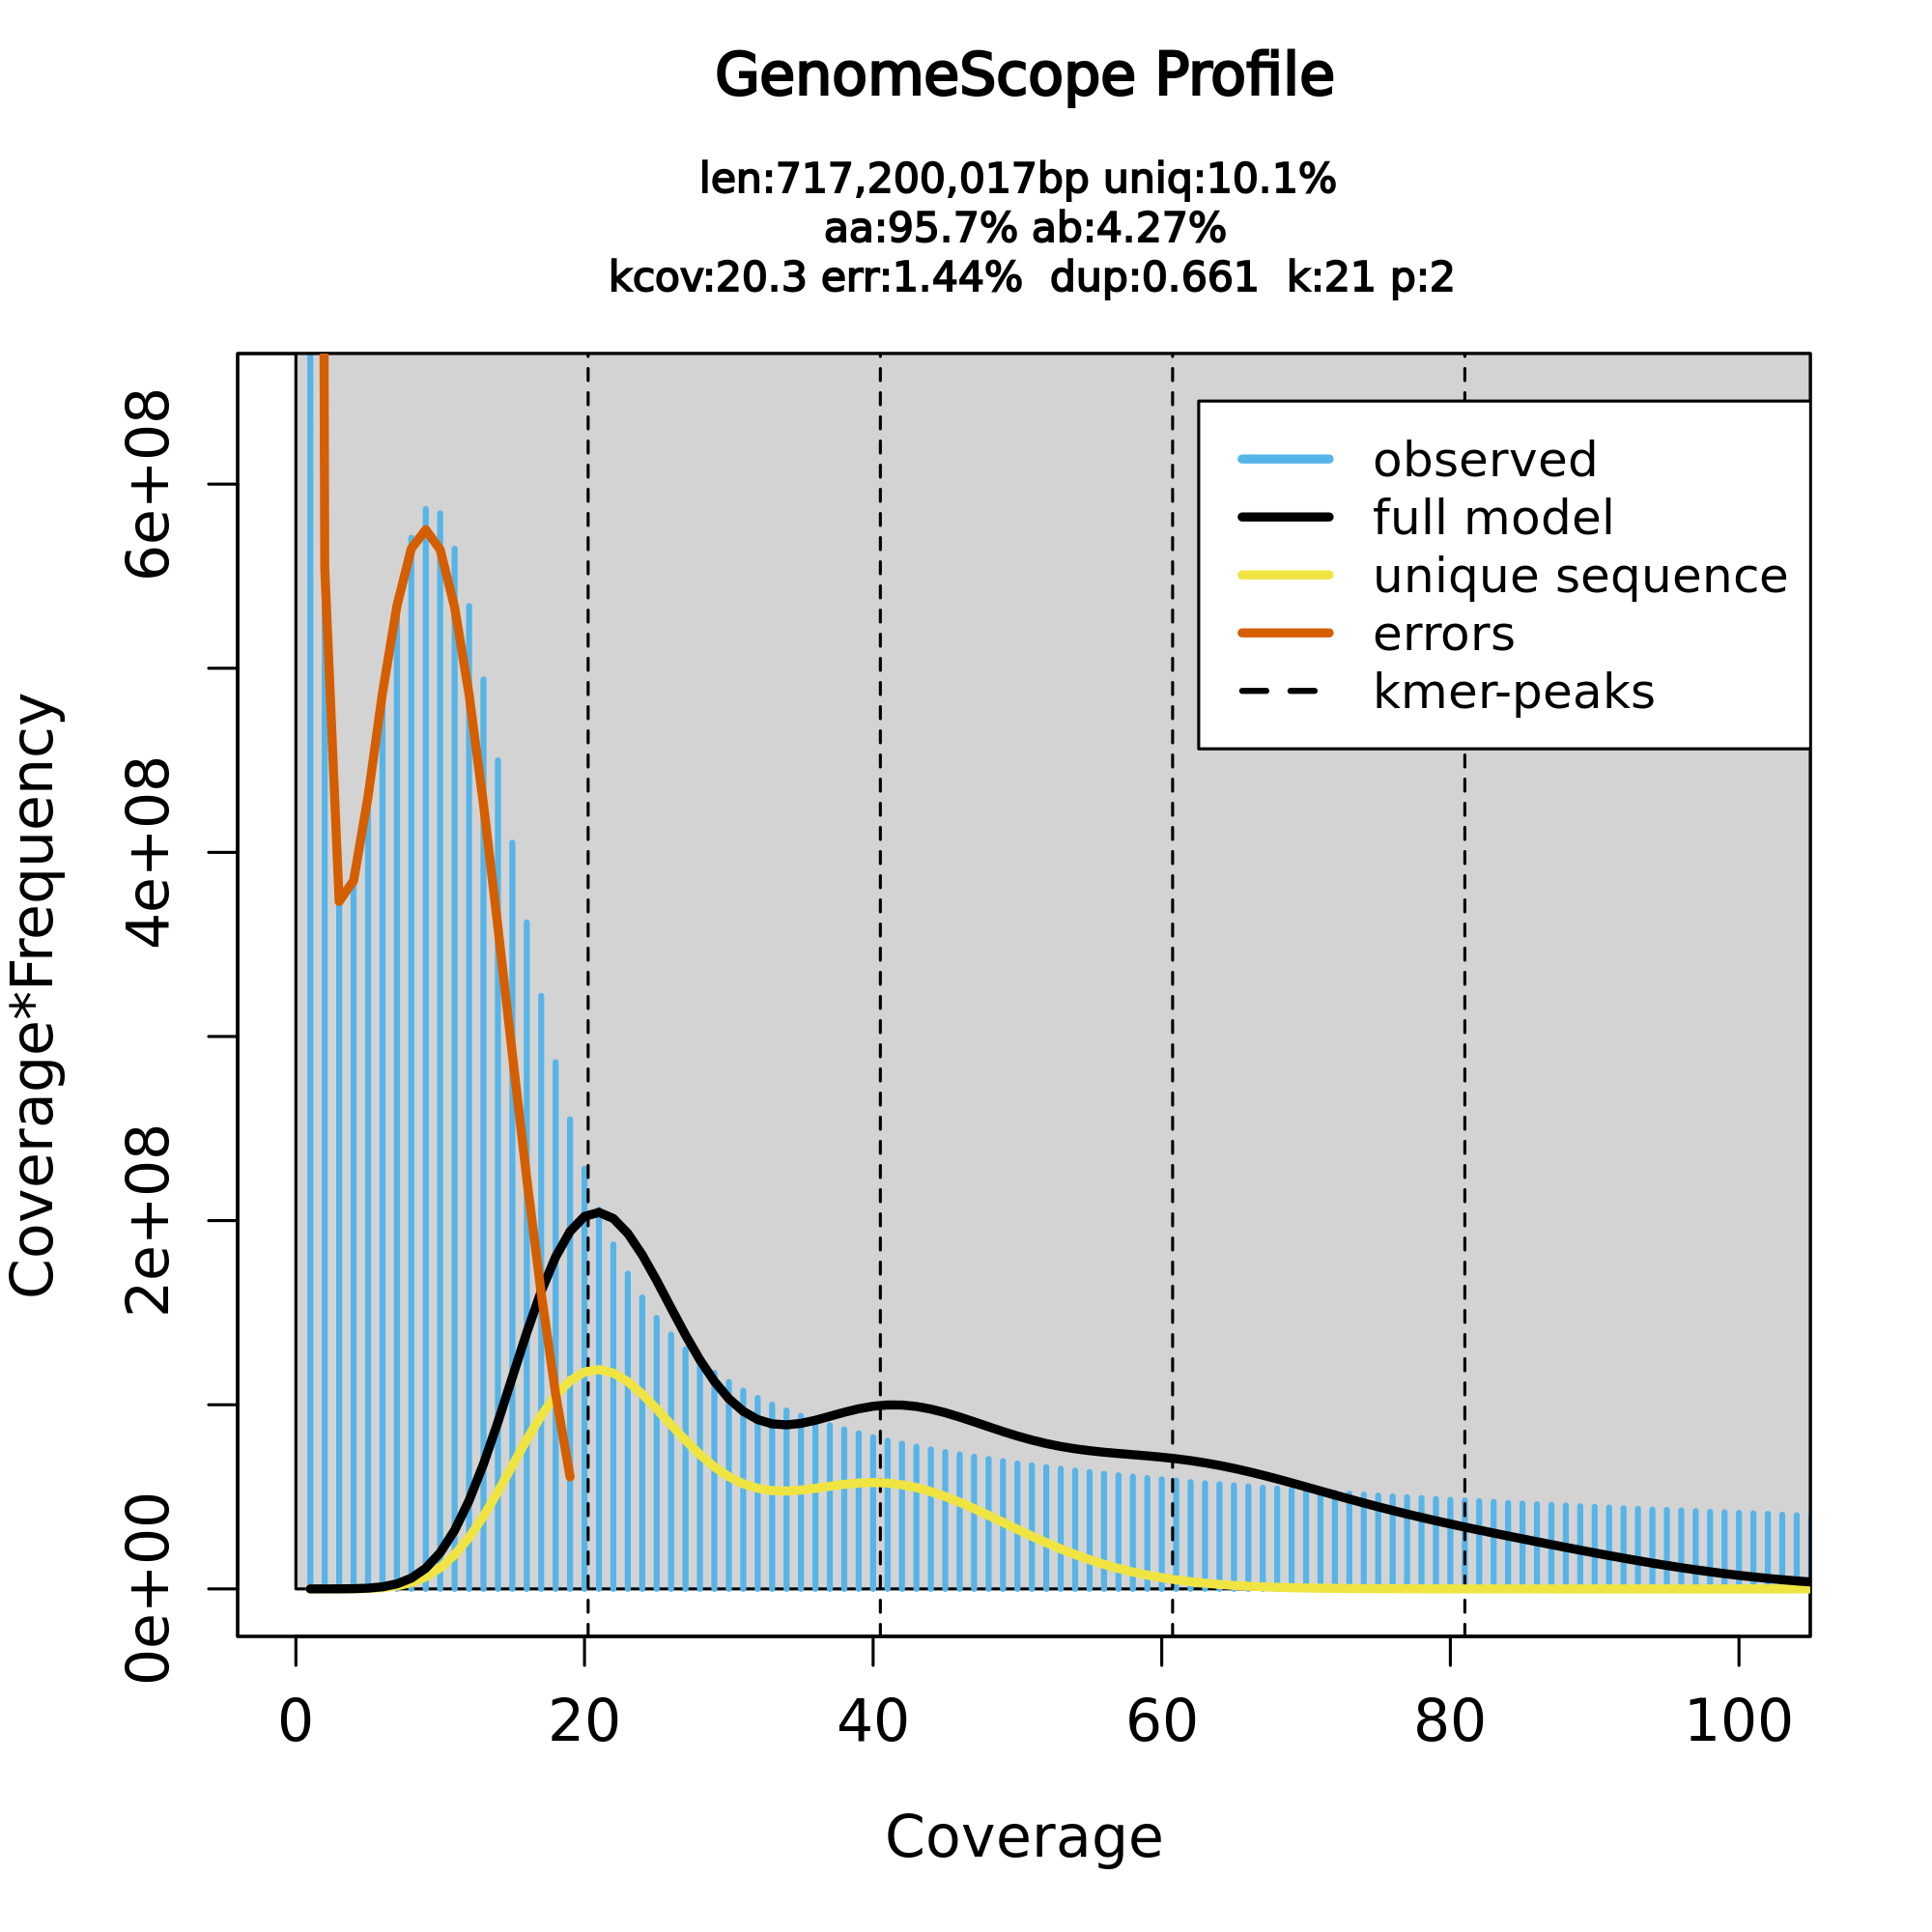 GenomeScope Profile
len:717,200,017bp uniq:10.1%
aa:95.7% ab:4.27%
kcov:20.3 err:1.44% dup:0.661 k:21 p:2
observed
full model
unique sequence
errors
kmer-peaks
Coverage*Frequency
6e+08
4e+08
2e+08
0e+00
0 20 40 60 80 100
Coverage